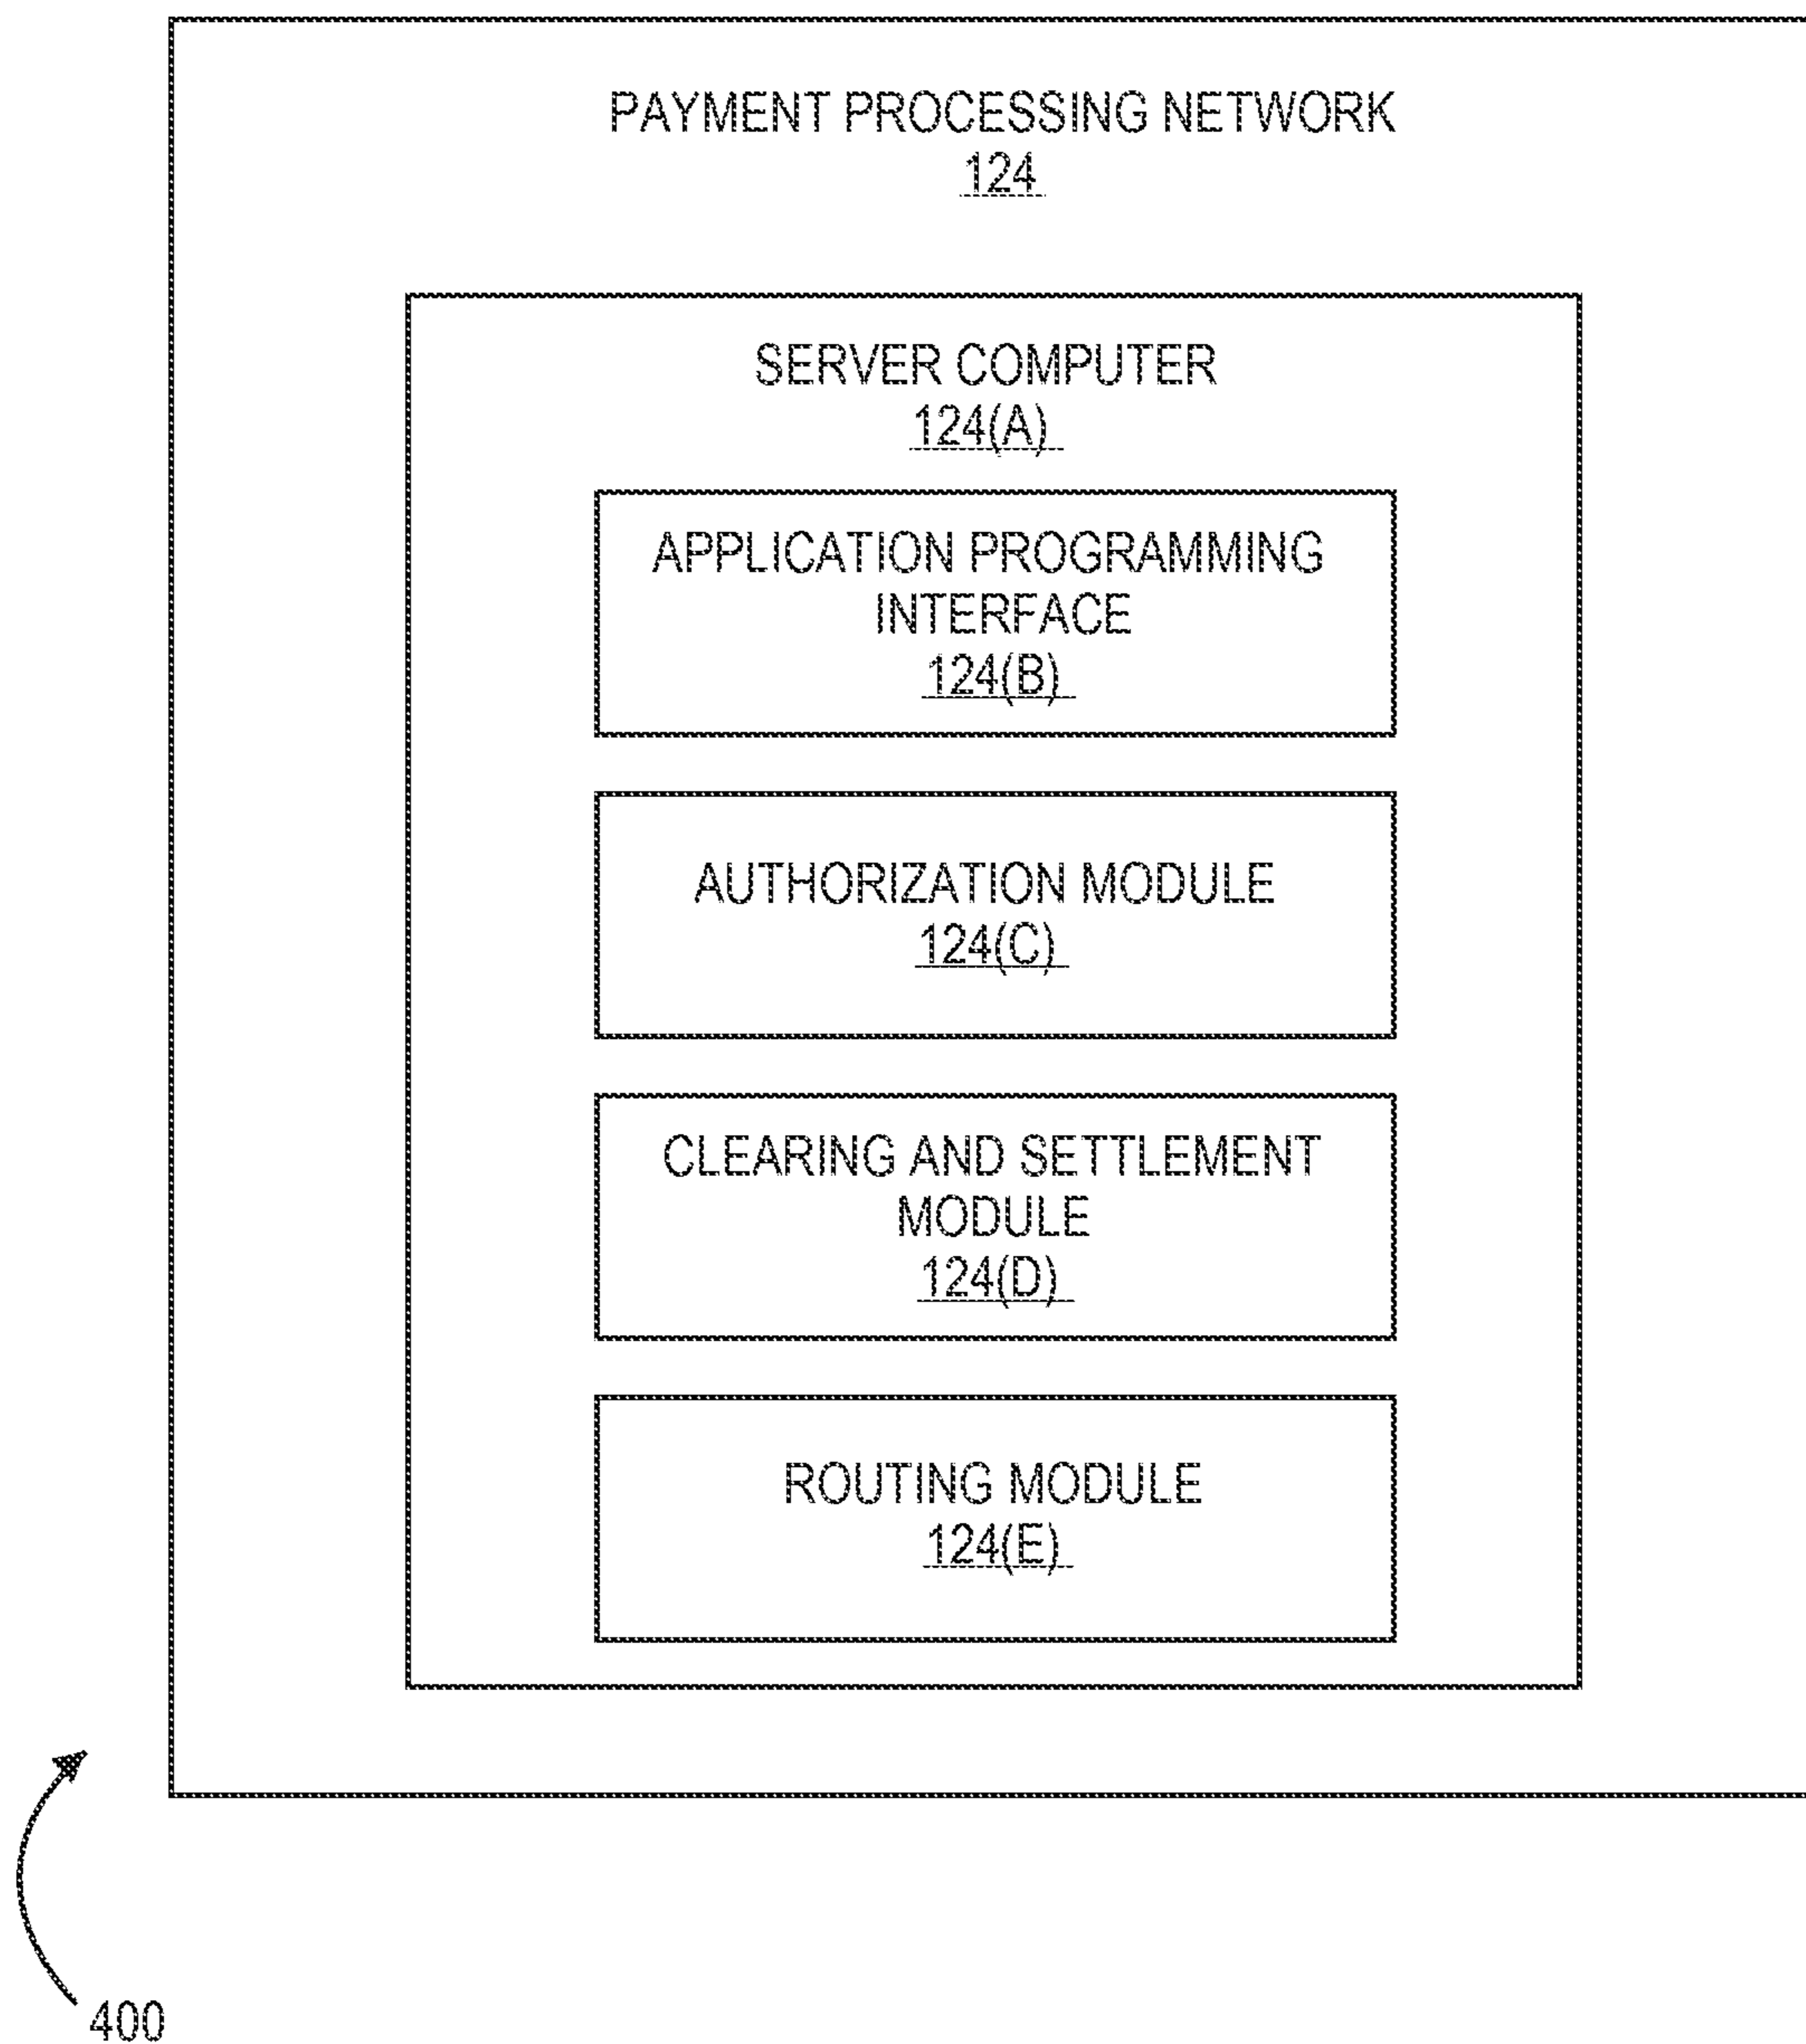 PAYMENT PROCESSING NETWORK
124
SERVER COMPUTER
124(A)
APPLICATION PROGRAMMING
INTERFACE
124(B)
AUTHORIZATION MODULE
124(C)
CLEARING AND SETTLEMENT
MODULE
124(D)
ROUTING MODULE
124(E)
400